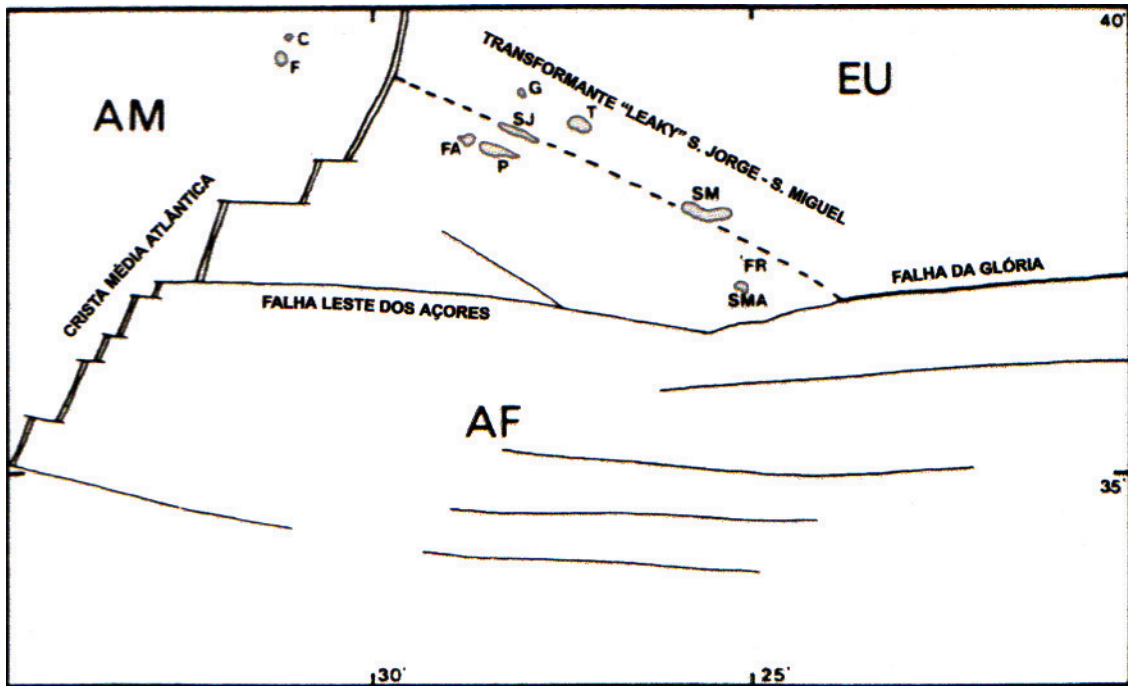 40°
C
F
AM
TRANSFORMANTE "LEAKY" S. JORGE - S. MIGUEL
EU
G
T
SJ
FA
P
SM
CRISTA MÉDIA ATLÂNTICA
FR
FALHA DA GLÓRIA
SMA
FALHA LESTE DOS AÇORES
AF
35°
30°
25°